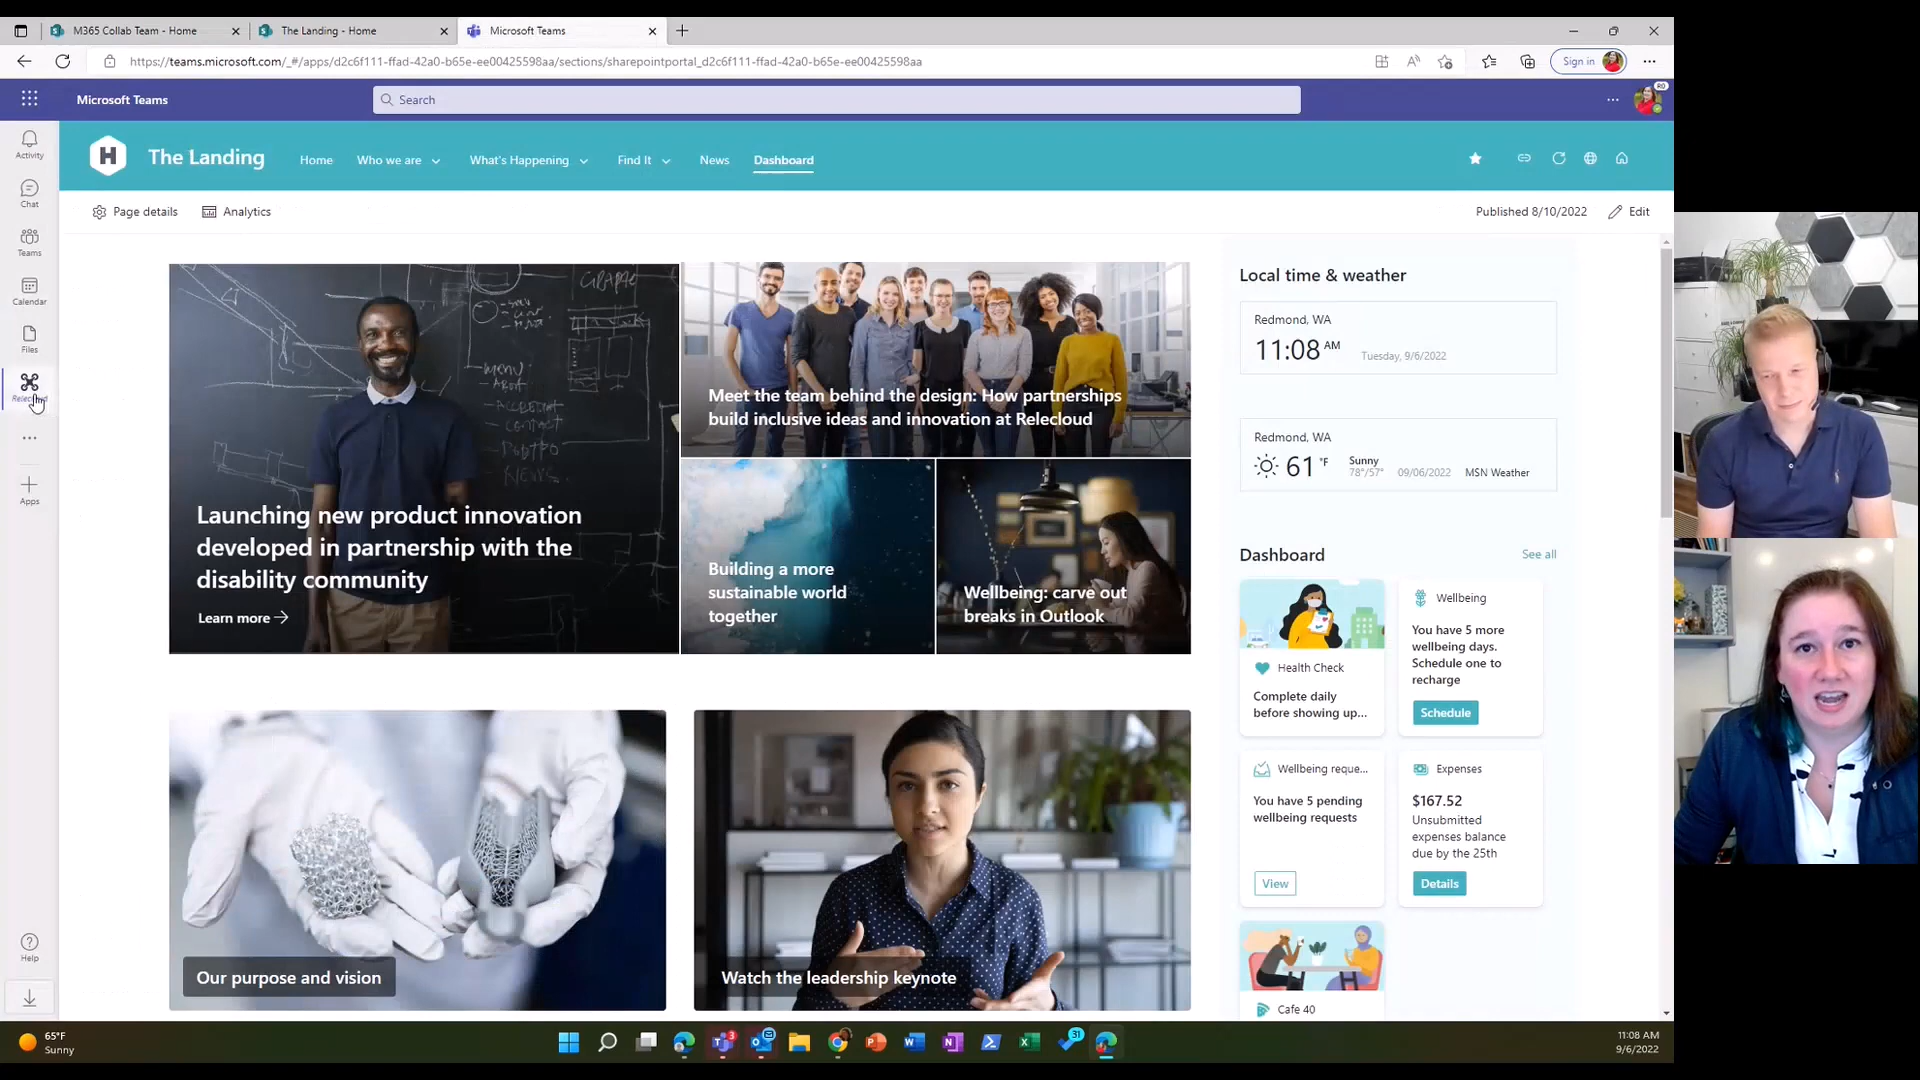 M365 Collab Team - Home
The Landing - Home
Microsoft Teams
https://teams.microsoft.com/_#/apps/d2c6f111-ffad-42a0-b65e-ee00425598aa/sections/sharepointportal_d2c6f111-ffad-42a0-b65e-ee00425598aa
Sign in
Microsoft Teams
Search
RO
Activity
Chat
Teams
Calendar
Files
Apps
Help
H
The Landing
Home
Who we are
What's Happening
Find It
News
Dashboard
Page details
Analytics
Published 8/10/2022
Edit
Launching new product innovation
developed in partnership with the
disability community
Learn more
Meet the team behind the design: How partnerships
build inclusive ideas and innovation at Relecloud
Building a more
sustainable world
together
Wellbeing: carve out
breaks in Outlook
Our purpose and vision
Watch the leadership keynote
Local time & weather
Redmond, WA
11:08 AM
Tuesday, 9/6/2022
Redmond, WA
61 °F
Sunny
78°/57°
09/06/2022
MSN Weather
Dashboard
See all
Health Check
Complete daily
before showing up...
Wellbeing
You have 5 more
wellbeing days.
Schedule one to
recharge
Schedule
Wellbeing reque...
You have 5 pending
wellbeing requests
View
Expenses
$167.52
Unsubmitted
expenses balance
due by the 25th
Details
Cafe 40
65°F
Sunny
3
31
11:08 AM
9/6/2022